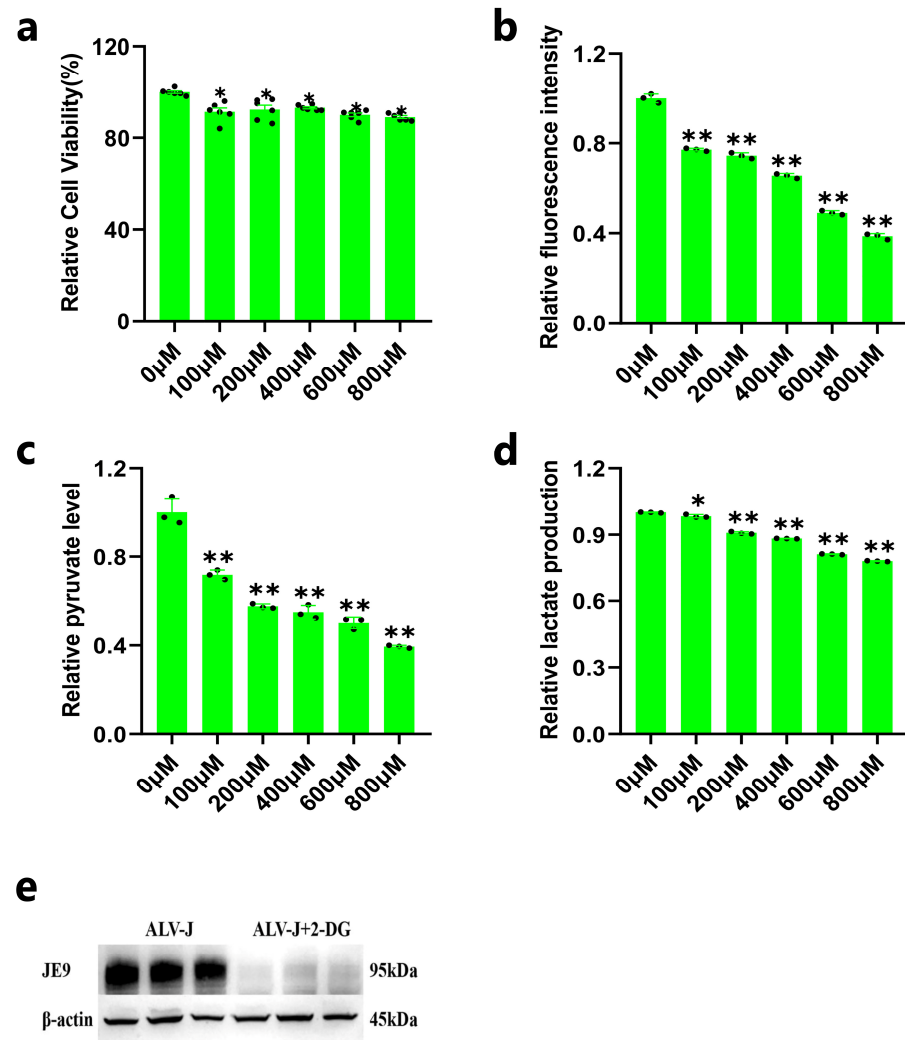 a
Relative Cell Viability(%)
120
80
40
0
* * * * *
0μM 100μM 200μM 400μM 600μM 800μM
b
Relative fluorescence intensity
1.2
0.8
0.4
0.0
** ** ** ** **
0μM 100μM 200μM 400μM 600μM 800μM
c
Relative pyruvate level
1.2
0.8
0.4
0.0
** ** ** ** **
0μM 100μM 200μM 400μM 600μM 800μM
d
Relative lactate production
1.2
0.9
0.6
0.3
0.0
* ** ** ** **
0μM 100μM 200μM 400μM 600μM 800μM
e
ALV-J ALV-J+2-DG
JE9 95kDa
β-actin 45kDa